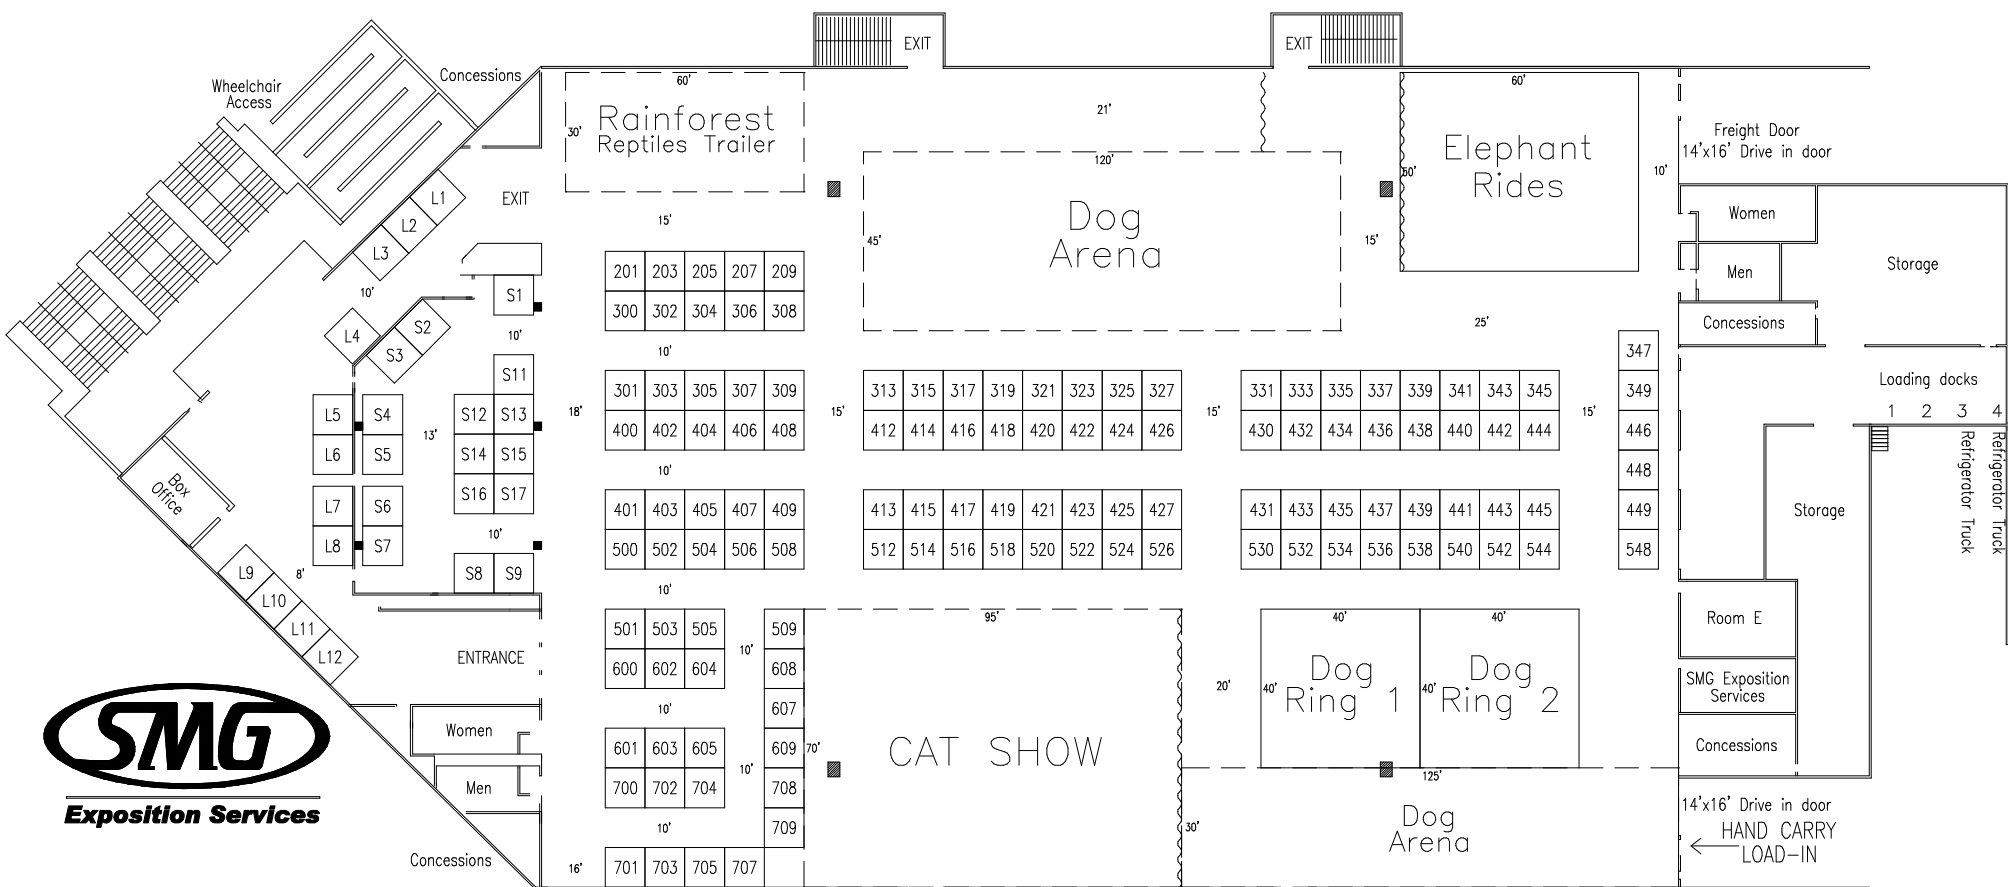 EXIT
EXIT
Concessions
Wheelchair
Access
60'
Rainforest
Reptiles Trailer
30'
21'
60'
Elephant
Rides
50'
10'
Freight Door
14'x16' Drive in door
120'
Dog
Arena
45'
15'
15'
L1
L2
L3
EXIT
Women
Men
Storage
Concessions
10'
S1
S2
S3
L4
10'
201 203 205 207 209
300 302 304 306 308
25'
10'
347
349
446
448
449
548
S11
S12 S13
S14 S15
S16 S17
L5 S4
L6 S5
L7 S6
L8 S7
13'
10'
S8 S9
18'
301 303 305 307 309
400 402 404 406 408
15'
313 315 317 319 321 323 325 327
412 414 416 418 420 422 424 426
15'
331 333 335 337 339 341 343 345
430 432 434 436 438 440 442 444
15'
Loading docks
1 2 3 4
Refrigerator Truck
Refrigerator Truck
Storage
10'
401 403 405 407 409
500 502 504 506 508
413 415 417 419 421 423 425 427
512 514 516 518 520 522 524 526
431 433 435 437 439 441 443 445
530 532 534 536 538 540 542 544
Box
Office
L9
L10
L11
L12
8'
10'
ENTRANCE
501 503 505
600 602 604
10'
509
608
607
609
708
709
10'
601 603 605
700 702 704
10'
10'
701 703 705 707
16'
95'
70'
CAT SHOW
20'
40'
40'
Dog
Ring 1
40'
40'
Dog
Ring 2
125'
30'
Dog
Arena
Room E
SMG Exposition
Services
Concessions
14'x16' Drive in door
HAND CARRY
LOAD-IN
Women
Men
Concessions
SMG
Exposition Services